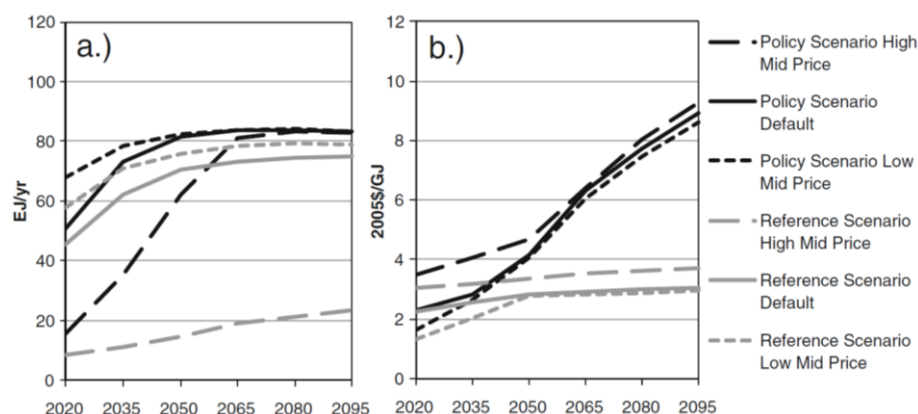 a.)
EJ/yr
120
100
80
60
40
20
0
2020 2035 2050 2065 2080 2095
b.)
2005$/GJ
12
10
8
6
4
2
0
2020 2035 2050 2065 2080 2095
Policy Scenario High
Mid Price
Policy Scenario
Default
Policy Scenario Low
Mid Price
Reference Scenario
High Mid Price
Reference Scenario
Default
Reference Scenario
Low Mid Price